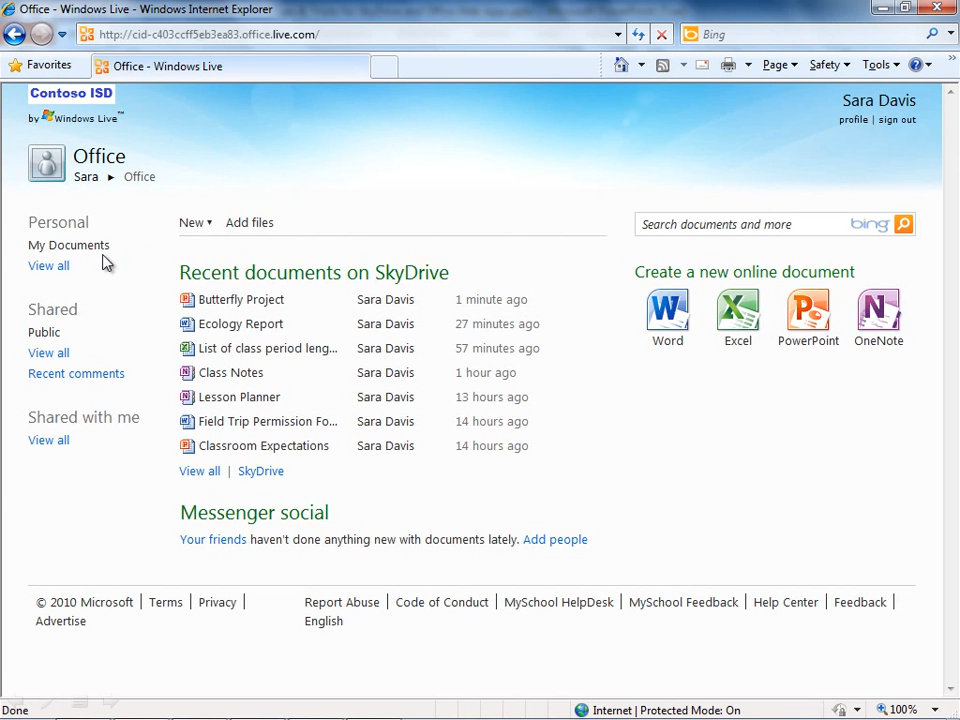 Office - Windows Live - Windows Internet Explorer
http://cid-c403ccff5eb3ea83.office.live.com/
Bing
Favorites
Office - Windows Live
Page
Safety
Tools
Contoso ISD
by Windows Live™
Sara Davis
profile | sign out
Office
Sara ► Office
Personal
My Documents
View all
Shared
Public
View all
Recent comments
Shared with me
View all
New
Add files
Recent documents on SkyDrive
Butterfly Project Sara Davis 1 minute ago
Ecology Report Sara Davis 27 minutes ago
List of class period leng... Sara Davis 57 minutes ago
Class Notes Sara Davis 1 hour ago
Lesson Planner Sara Davis 13 hours ago
Field Trip Permission Fo... Sara Davis 14 hours ago
Classroom Expectations Sara Davis 14 hours ago
View all | SkyDrive
Messenger social
Your friends haven't done anything new with documents lately. Add people
Search documents and more bing
Create a new online document
Word Excel PowerPoint OneNote
© 2010 Microsoft | Terms | Privacy |
Advertise
Report Abuse | Code of Conduct | MySchool HelpDesk | MySchool Feedback | Help Center | Feedback |
English
Done
Internet | Protected Mode: On
100%